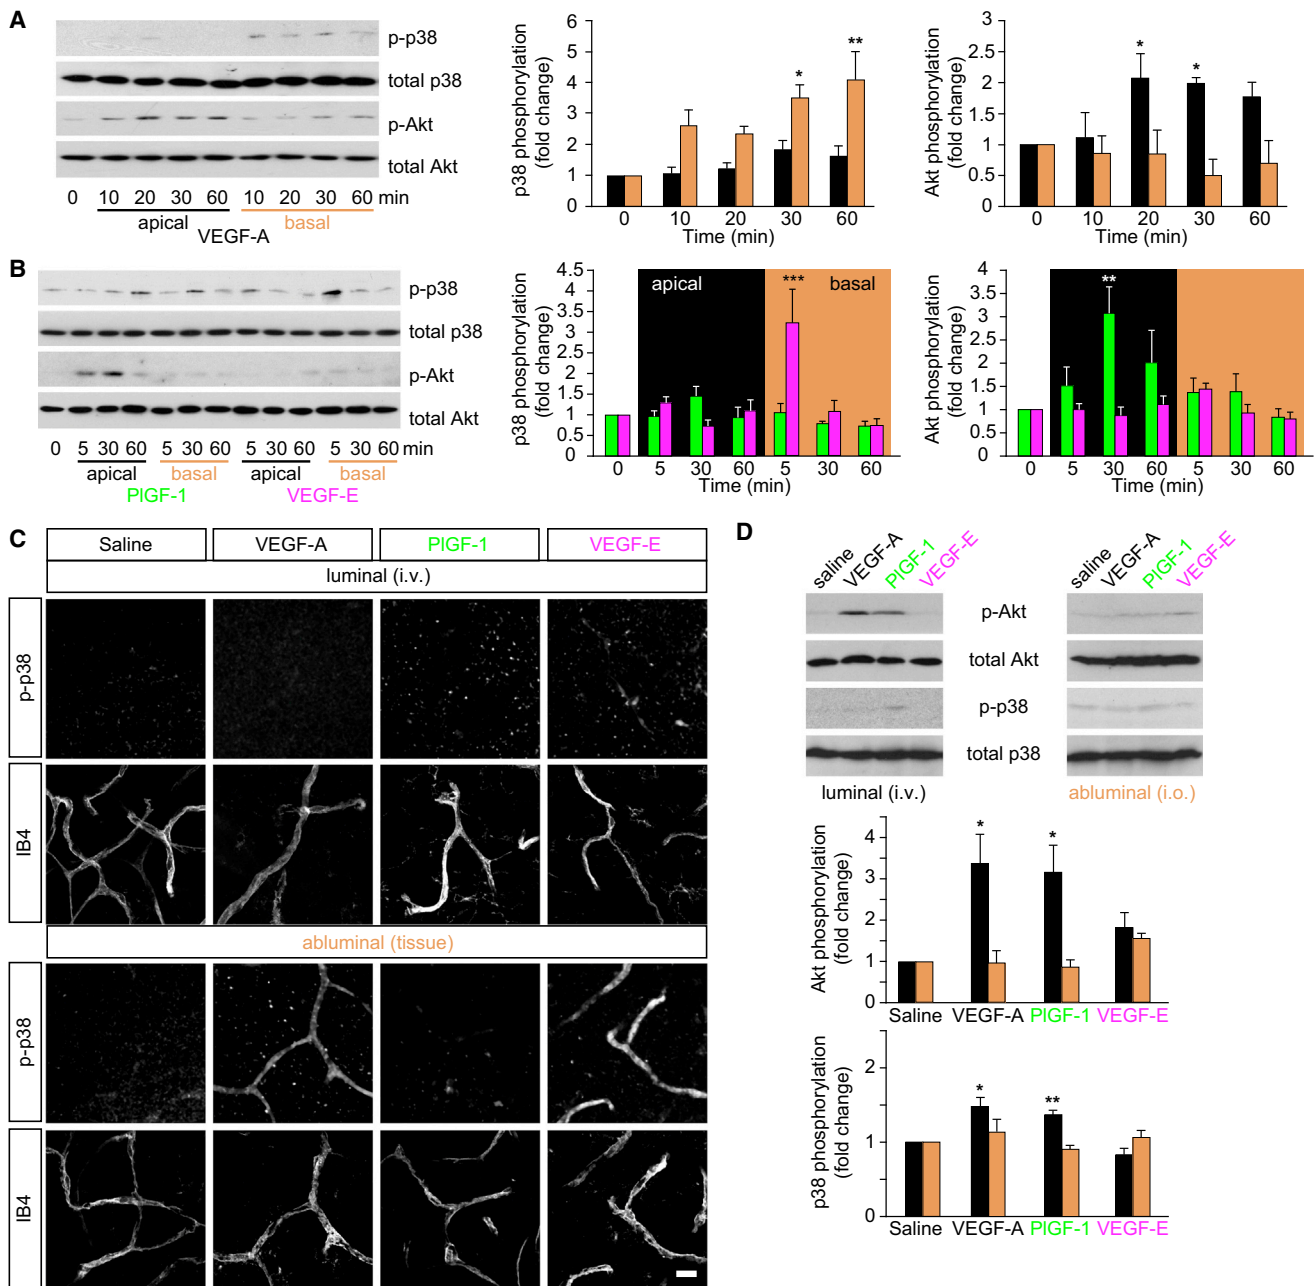 A
p-p38
total p38
p-Akt
total Akt
0 10 20 30 60 10 20 30 60 min
apical basal
VEGF-A
p38 phosphorylation
(fold change)
6
5
4
3
2
1
0
* **
0 10 20 30 60
Time (min)
Akt phosphorylation
(fold change)
3
2.5
2
1.5
1
0.5
0
* *
0 10 20 30 60
Time (min)
B
p-p38
total p38
p-Akt
total Akt
0 5 30 60 5 30 60 5 30 60 5 30 60 min
apical basal apical basal
PlGF-1 VEGF-E
p38 phosphorylation
(fold change)
4.5
4
3.5
3
2.5
2
1.5
1
0.5
0
apical *** basal
0 5 30 60 5 30 60
Time (min)
Akt phosphorylation
(fold change)
4
3.5
3
2.5
2
1.5
1
0.5
0
**
0 5 30 60 5 30 60
Time (min)
C
Saline VEGF-A PlGF-1 VEGF-E
luminal (i.v.)
p-p38
IB4
abluminal (tissue)
p-p38
IB4
D
saline VEGF-A PlGF-1 VEGF-E
saline VEGF-A PlGF-1 VEGF-E
p-Akt
total Akt
p-p38
total p38
luminal (i.v.) abluminal (i.o.)
Akt phosphorylation
(fold change)
4
3
2
1
0
* *
Saline VEGF-A PlGF-1 VEGF-E
p38 phosphorylation
(fold change)
2
1
0
* **
Saline VEGF-A PlGF-1 VEGF-E